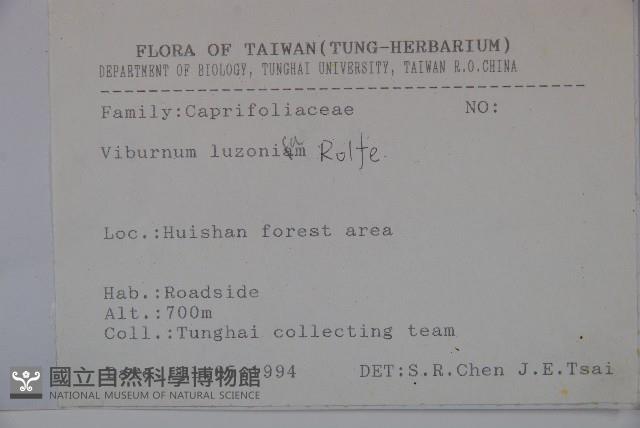 FLORA OF TAIWAN(TUNG-HERBARIUM)
DEPARTMENT OF BIOLOGY, TUNGHAI UNIVERSITY, TAIWAN R.O.CHINA
Family:Caprifoliaceae NO:
Viburnum Rolfe.
Loc.:Huishan forest area
Hab.:Roadside
Alt.:700m
Coll.:Tunghai collecting team
1994 DET:S.R.Chen J.E.Tsai
國立自然科學博物館
NATIONAL MUSEUM OF NATURAL SCIENCE